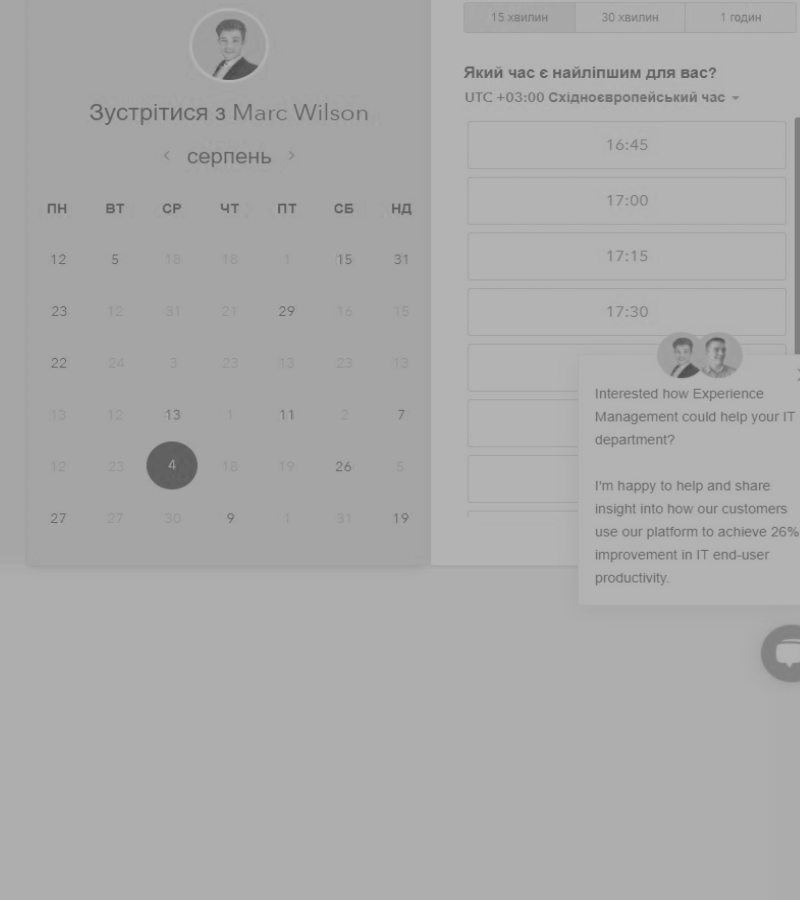 Зустрітися з Marc Wilson
серпень
ПН ВТ СР ЧТ ПТ СБ НД
12 5 18 18 1 15 31
23 12 31 21 29 16 15
22 24 3 23 13 23 13
13 12 13 1 11 2 7
12 23 4 18 19 26 5
27 27 30 9 1 31 19
15 хвилин 30 хвилин 1 годин
Який час є найліпшим для вас?
UTC +03:00 Східноєвропейський час
16:45
17:00
17:15
17:30
Interested how Experience
Management could help your IT
department?
I'm happy to help and share
insight into how our customers
use our platform to achieve 26%
improvement in IT end-user
productivity.